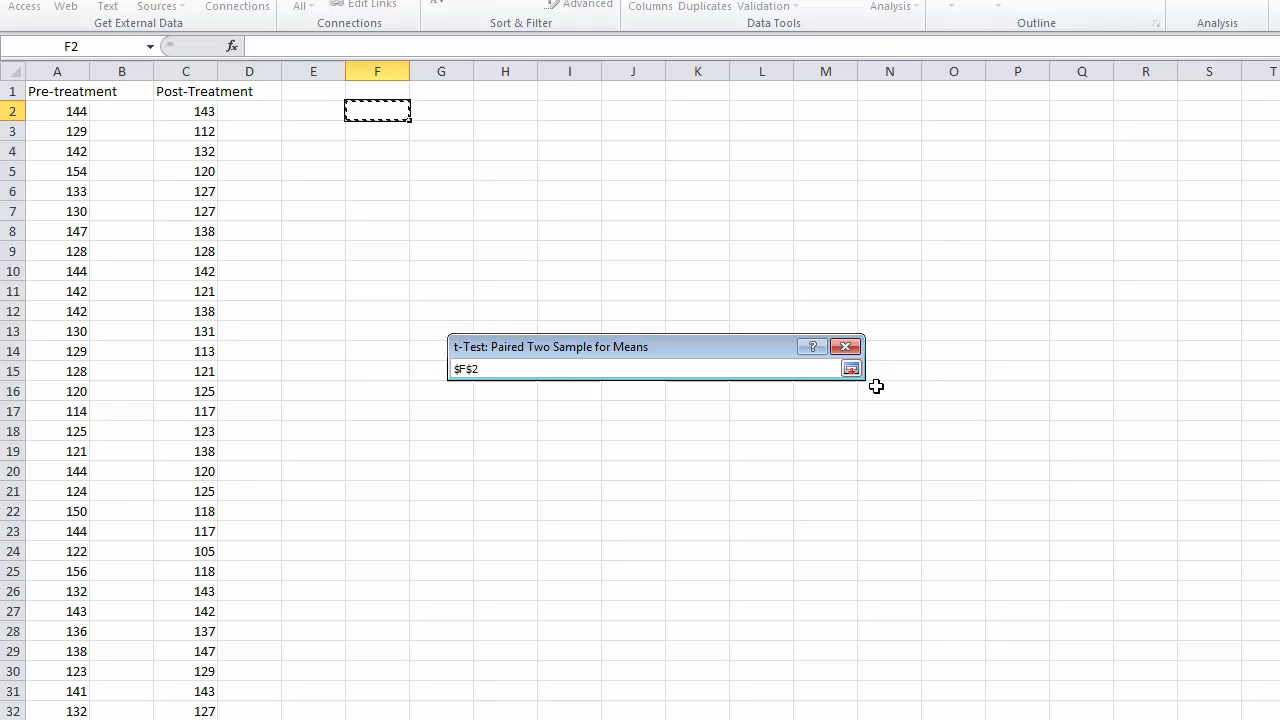 Access Web Text Sources Connections All Edit Links Advanced Columns Duplicates Validation Analysis
Get External Data Connections Sort & Filter Data Tools Outline Analysis
F2 fx
A B C D E F G H I J K L M N O P Q R S T
1 Pre-treatment Post-Treatment
2 144 143
3 129 112
4 142 132
5 154 120
6 133 127
7 130 127
8 147 138
9 128 128
10 144 142
11 142 121
12 142 138
13 130 131
t-Test: Paired Two Sample for Means ?
14 129 113
$F$2
15 128 121
16 120 125
17 114 117
18 125 123
19 121 138
20 144 120
21 124 125
22 150 118
23 144 117
24 122 105
25 156 118
26 132 143
27 143 142
28 136 137
29 138 147
30 123 129
31 141 143
32 132 127